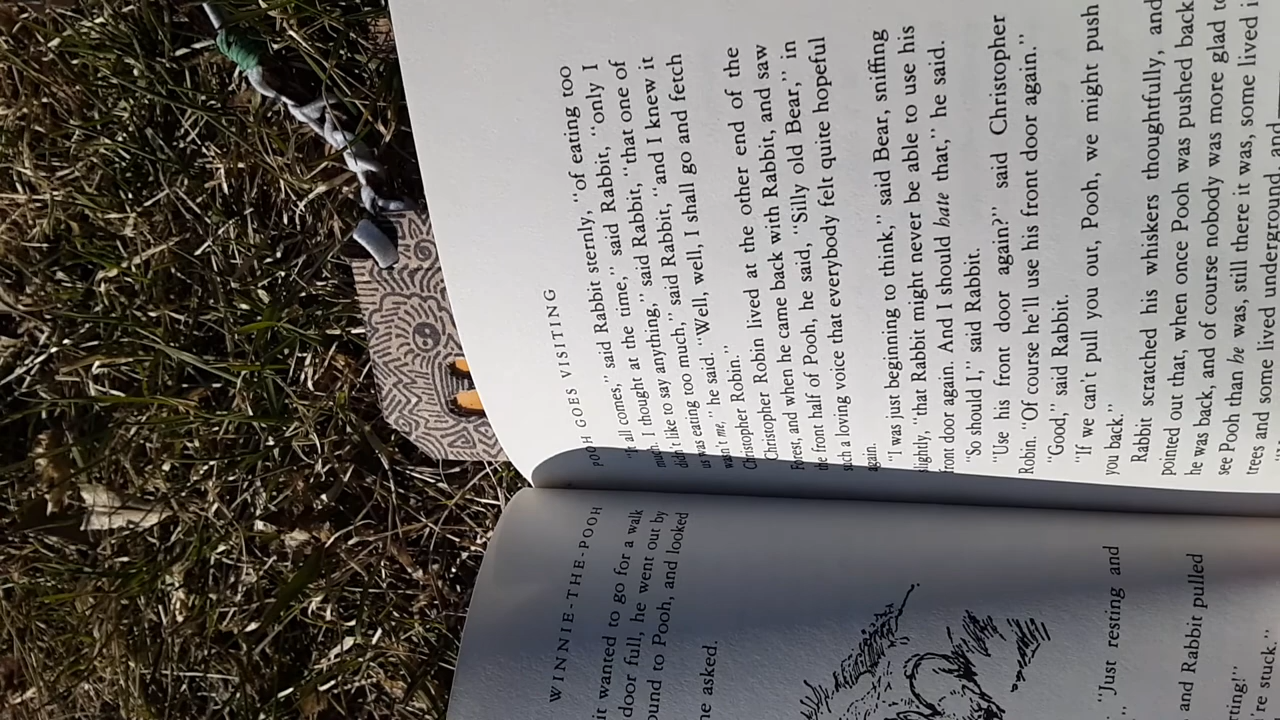 WINNIE-THE-POOH
it wanted to go for a walk
door full, he went out by
ound to Pooh, and looked
he asked.
"Just resting and
and Rabbit pulled
ting!"
're stuck."
POOH GOES VISITING
"It all comes," said Rabbit sternly, "of eating too
much. I thought at the time," said Rabbit, "only I
didn't like to say anything," said Rabbit, "that one of
us was eating too much," said Rabbit, "and I knew it
wasn't me," he said. "Well, well, I shall go and fetch
Christopher Robin."
Christopher Robin lived at the other end of the
Forest, and when he came back with Rabbit, and saw
the front half of Pooh, he said, "Silly old Bear," in
such a loving voice that everybody felt quite hopeful
again.
"I was just beginning to think," said Bear, sniffing
slightly, "that Rabbit might never be able to use his
front door again. And I should hate that," he said.
"So should I," said Rabbit.
"Use his front door again?" said Christopher
Robin. "Of course he'll use his front door again."
"Good," said Rabbit.
"If we can't pull you out, Pooh, we might push
you back."
Rabbit scratched his whiskers thoughtfully, and
pointed out that, when once Pooh was pushed back
he was back, and of course nobody was more glad to
see Pooh than he was, still there it was, some lived i
trees and some lived underground, and